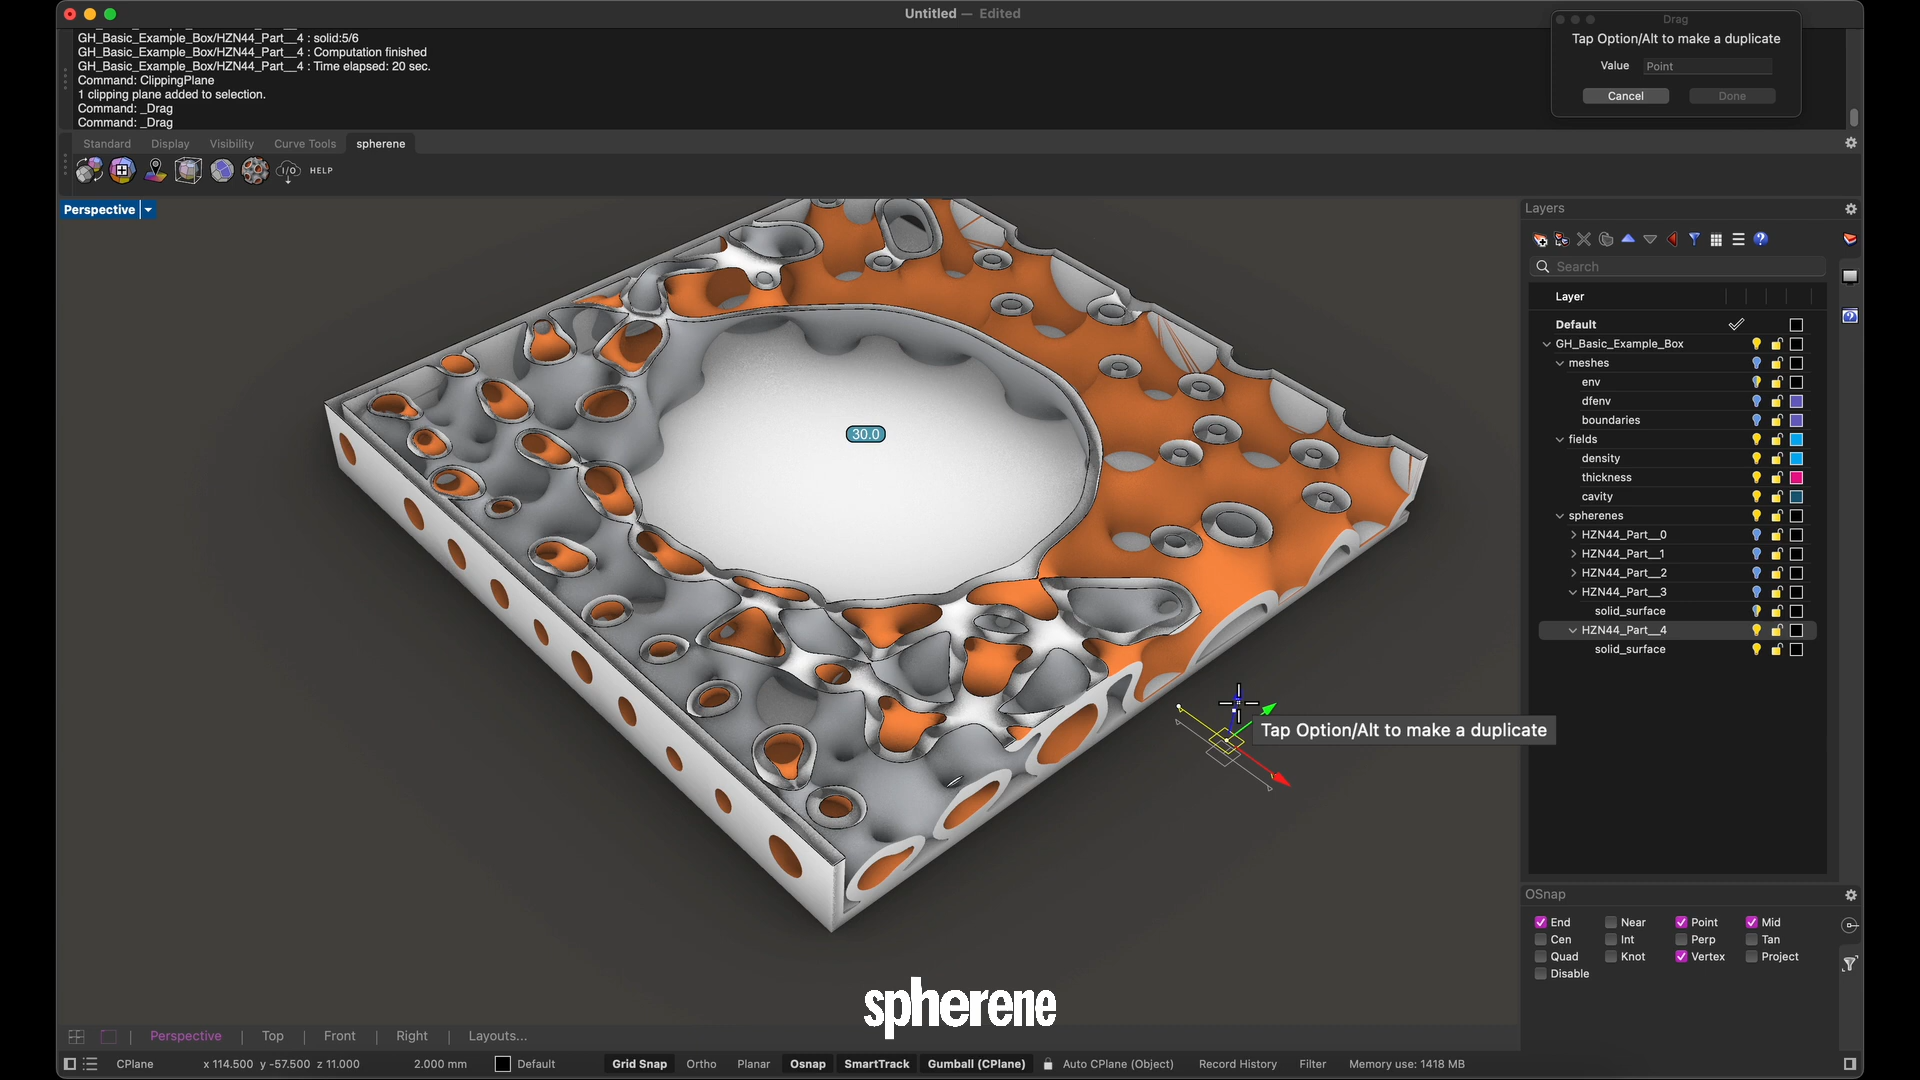 Untitled — Edited
GH_Basic_Example_Box/HZN44_Part__4 : solid:5/6
GH_Basic_Example_Box/HZN44_Part__4 : Computation finished
GH_Basic_Example_Box/HZN44_Part__4 : Time elapsed: 20 sec.
Command: ClippingPlane
1 clipping plane added to selection.
Command: _Drag
Command: _Drag
Drag
Tap Option/Alt to make a duplicate
Value Point
Cancel Done
Standard Display Visibility Curve Tools spherene
I/O HELP
Perspective
30.0
Tap Option/Alt to make a duplicate
Layers
Search
Layer
Default
GH_Basic_Example_Box
meshes
env
dfenv
boundaries
fields
density
thickness
cavity
spherenes
HZN44_Part__0
HZN44_Part__1
HZN44_Part__2
HZN44_Part__3
solid_surface
HZN44_Part__4
solid_surface
OSnap
End Near Point Mid
Cen Int Perp Tan
Quad Knot Vertex Project
Disable
spherene
Perspective Top Front Right Layouts...
CPlane x 114.500 y -57.500 z 11.000 2.000 mm Default Grid Snap Ortho Planar Osnap SmartTrack Gumball (CPlane) Auto CPlane (Object) Record History Filter Memory use: 1418 MB